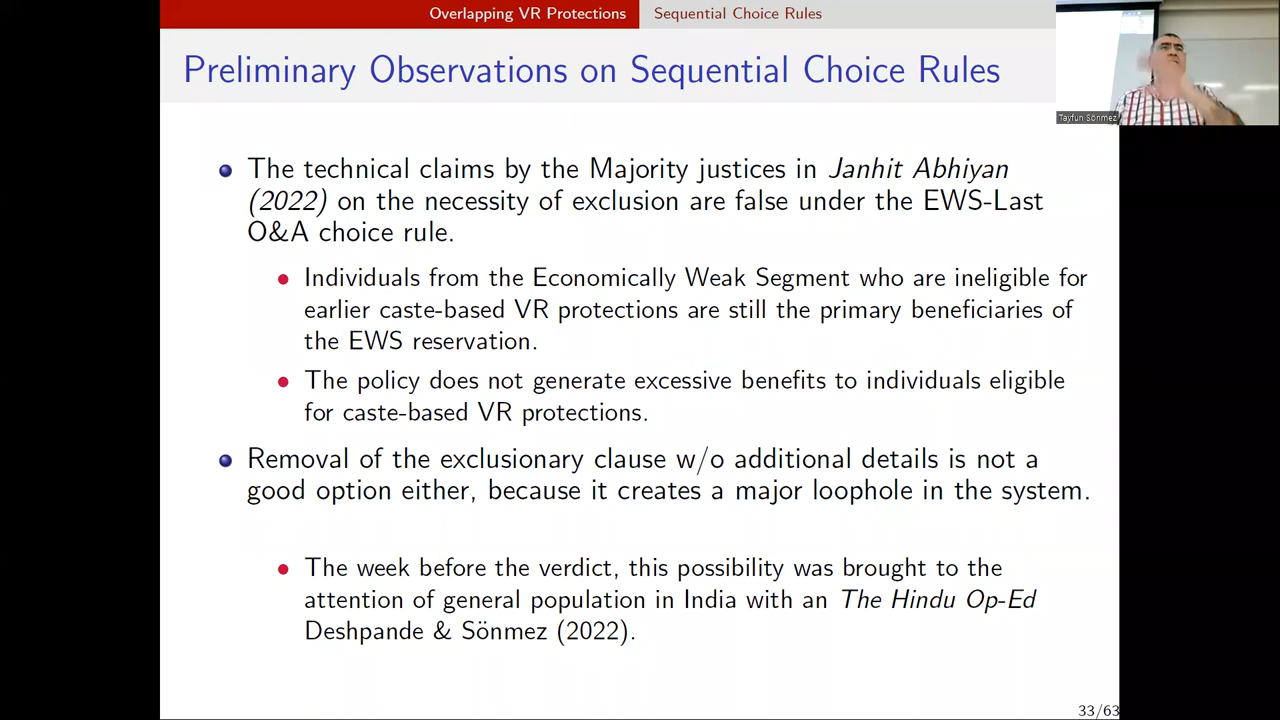 Overlapping VR Protections
Sequential Choice Rules
Preliminary Observations on Sequential Choice Rules
The technical claims by the Majority justices in Janhit Abhiyan
(2022) on the necessity of exclusion are false under the EWS-Last
O&A choice rule.
Individuals from the Economically Weak Segment who are ineligible for
earlier caste-based VR protections are still the primary beneficiaries of
the EWS reservation.
The policy does not generate excessive benefits to individuals eligible
for caste-based VR protections.
Removal of the exclusionary clause w/o additional details is not a
good option either, because it creates a major loophole in the system.
The week before the verdict, this possibility was brought to the
attention of general population in India with an The Hindu Op-Ed
Deshpande & Sönmez (2022).
33/63
Tayfun Sönmez